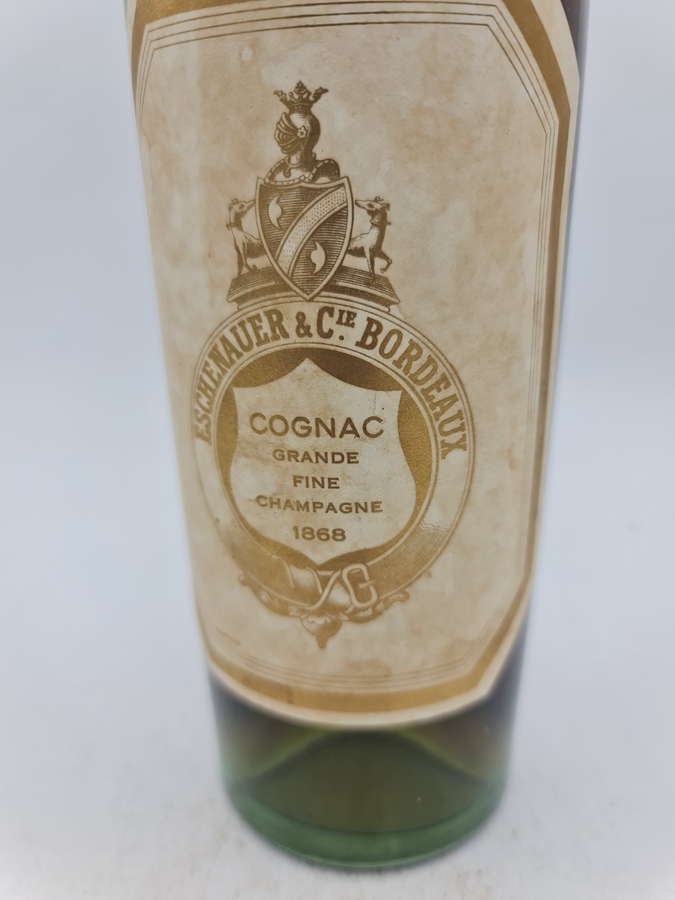 ESCHENAUER & CIE. BORDEAUX
COGNAC
GRANDE
FINE
CHAMPAGNE
1868